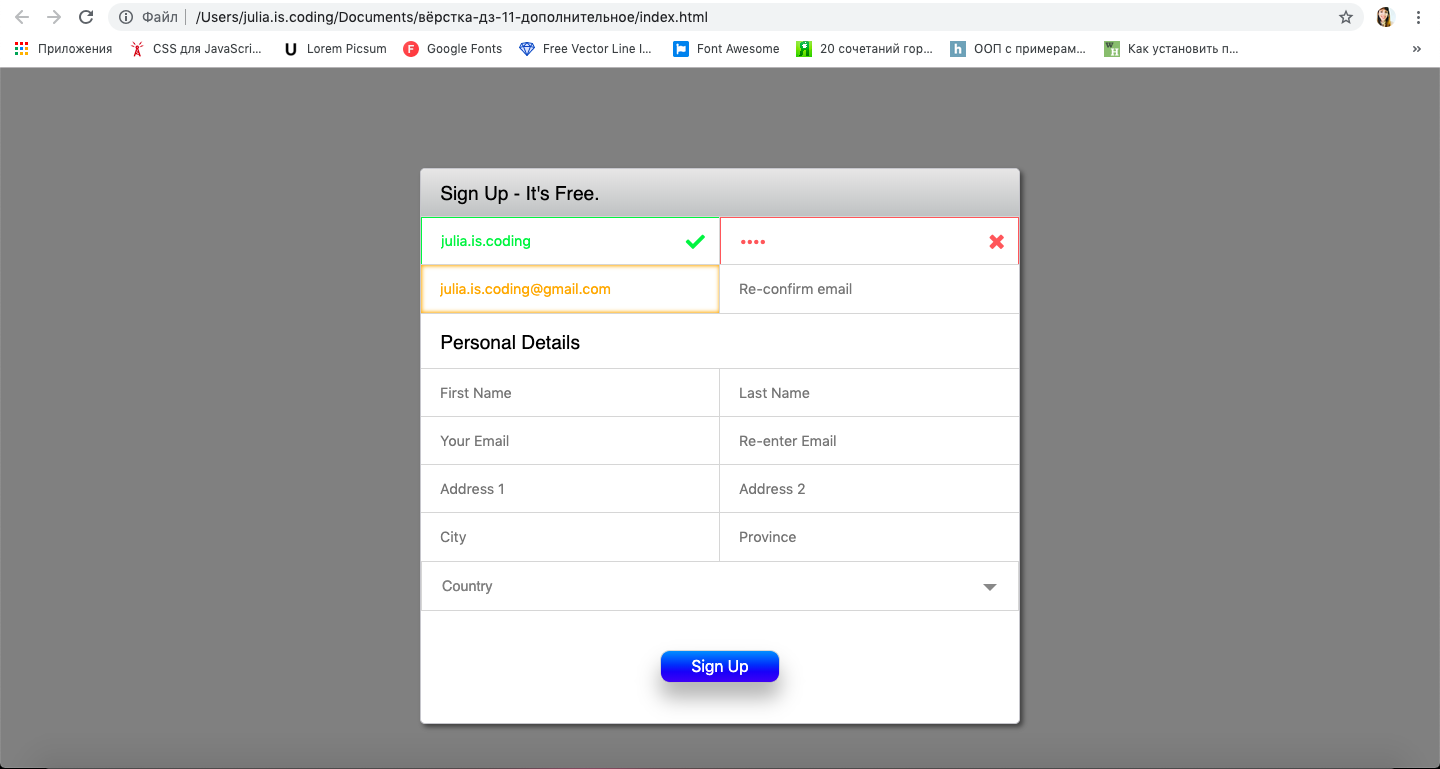 Файл /Users/julia.is.coding/Documents/вёрстка-дз-11-дополнительное/index.html
Приложения CSS для JavaScri... U Lorem Picsum F Google Fonts Free Vector Line I... Font Awesome Я 20 сочетаний гор... h ООП с примерам... W H Как установить п... »
Sign Up - It's Free.
julia.is.coding ••••
julia.is.coding@gmail.com Re-confirm email
Personal Details
First Name Last Name
Your Email Re-enter Email
Address 1 Address 2
City Province
Country
Sign Up